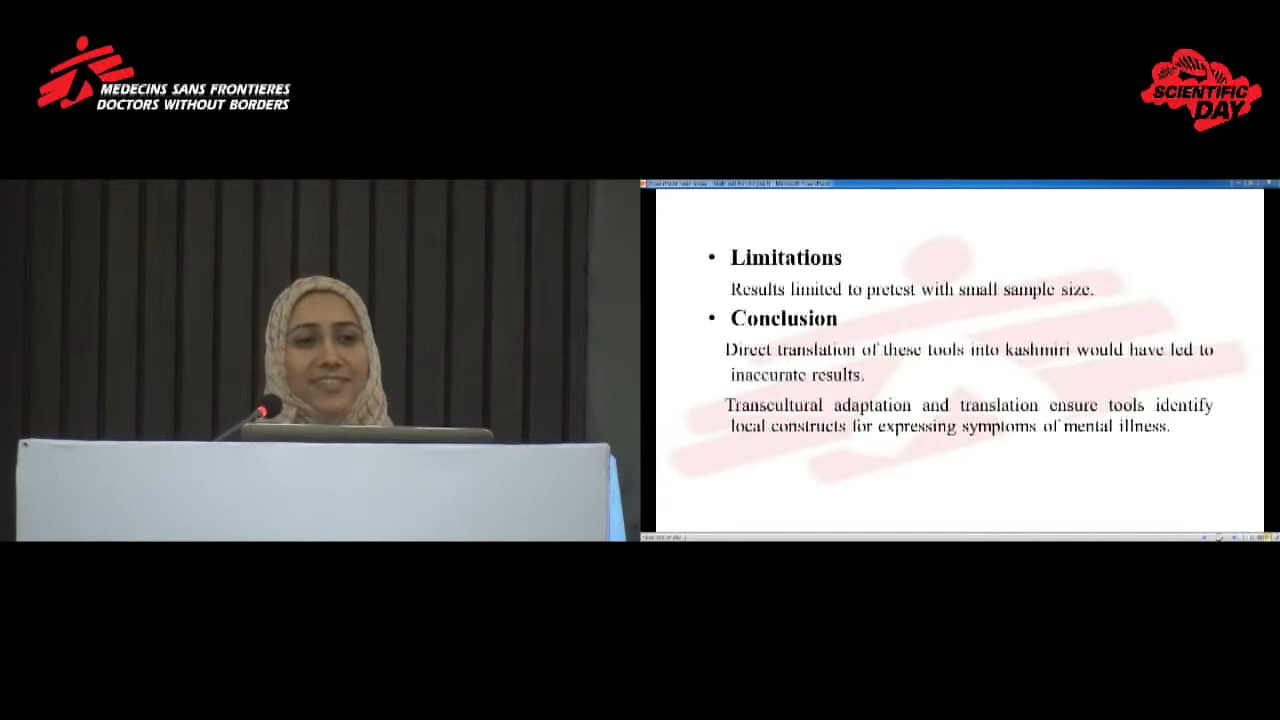 MEDECINS SANS FRONTIERES
DOCTORS WITHOUT BORDERS
SCIENTIFIC
DAY
• Limitations
Results limited to pretest with small sample size.
• Conclusion
Direct translation of these tools into kashmiri would have led to
inaccurate results.
Transcultural adaptation and translation ensure tools identify
local constructs for expressing symptoms of mental illness.